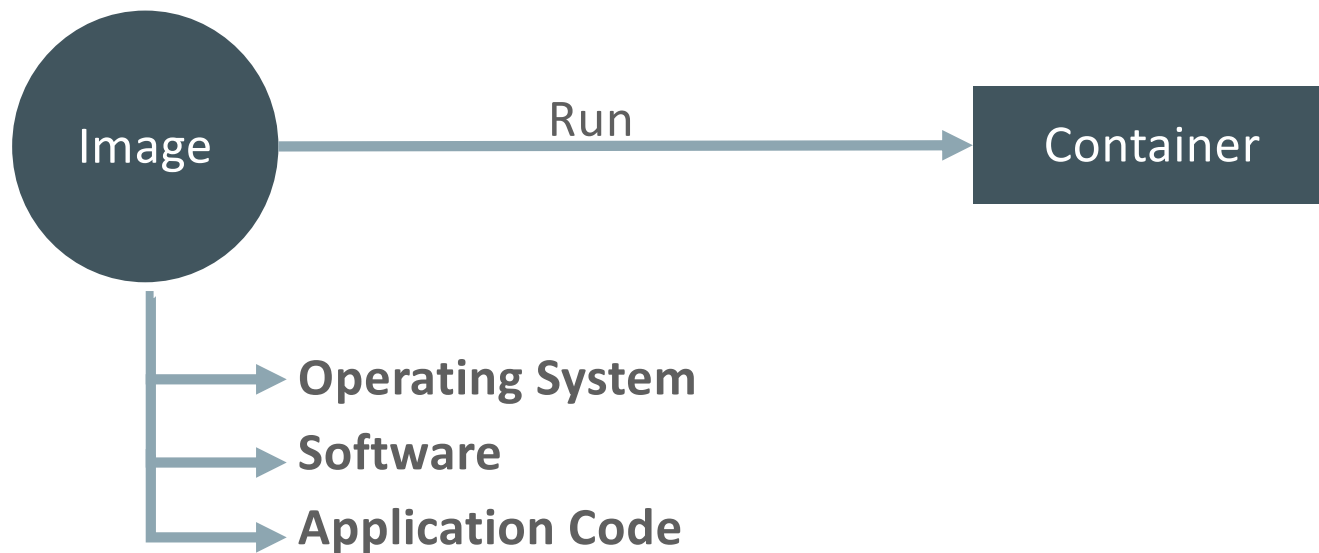 Image
Run
Container
Operating System
Software
Application Code